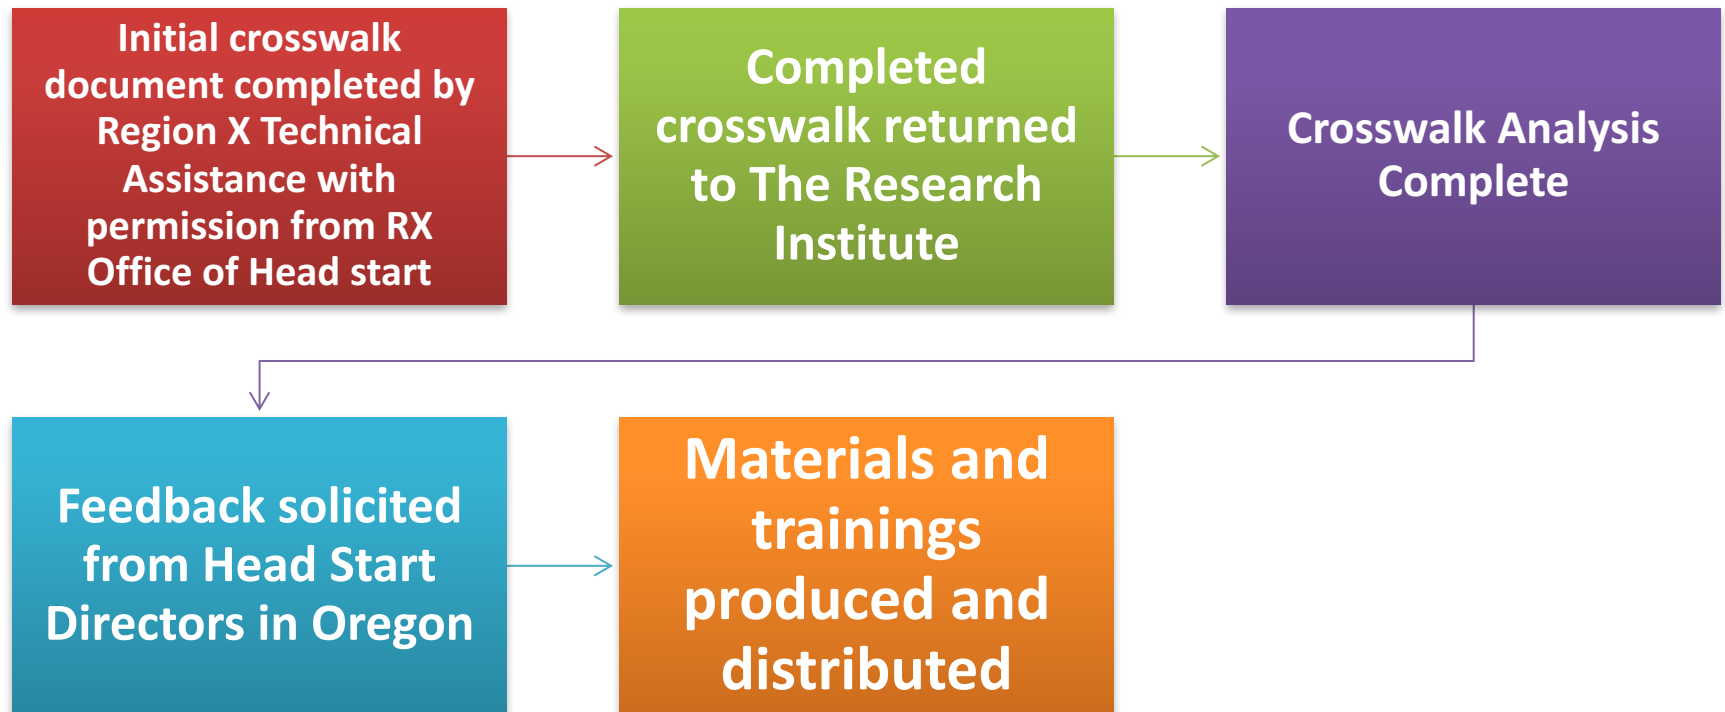 Initial crosswalk
document completed by
Region X Technical
Assistance with
permission from RX
Office of Head start
Completed
crosswalk returned
to The Research
Institute
Crosswalk Analysis
Complete
Feedback solicited
from Head Start
Directors in Oregon
Materials and
trainings
produced and
distributed